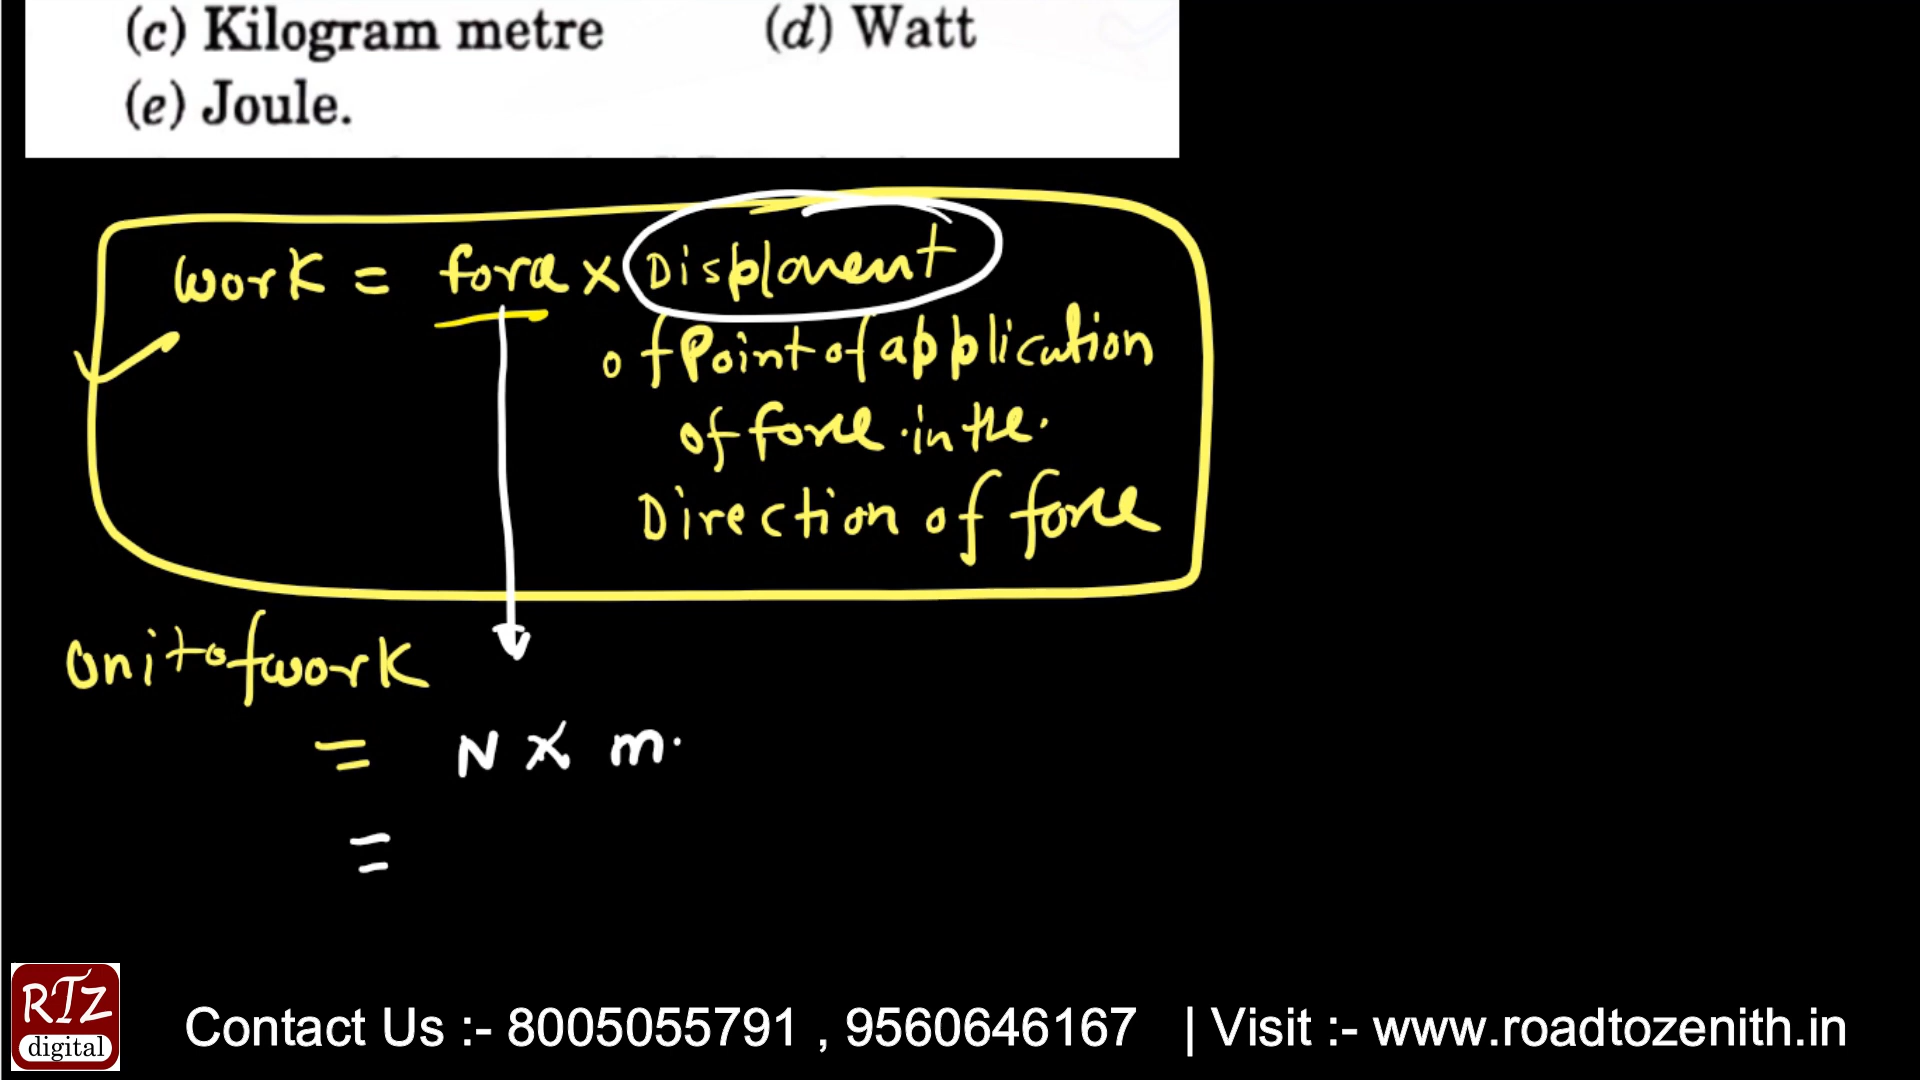 (c) Kilogram metre (d) Watt
(e) Joule.
work = force × Displacement
of Point of application
of force in the
Direction of force
Unit of work
= N × m.
=
RTZ
digital
Contact Us :- 8005055791 , 9560646167 | Visit :- www.roadtozenith.in